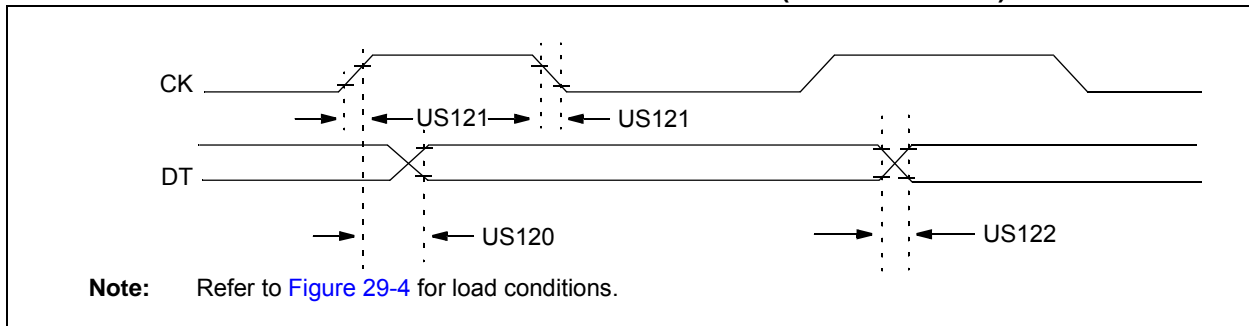 CK
US121
US121
DT
US120
US122
Note: Refer to Figure 29-4 for load conditions.